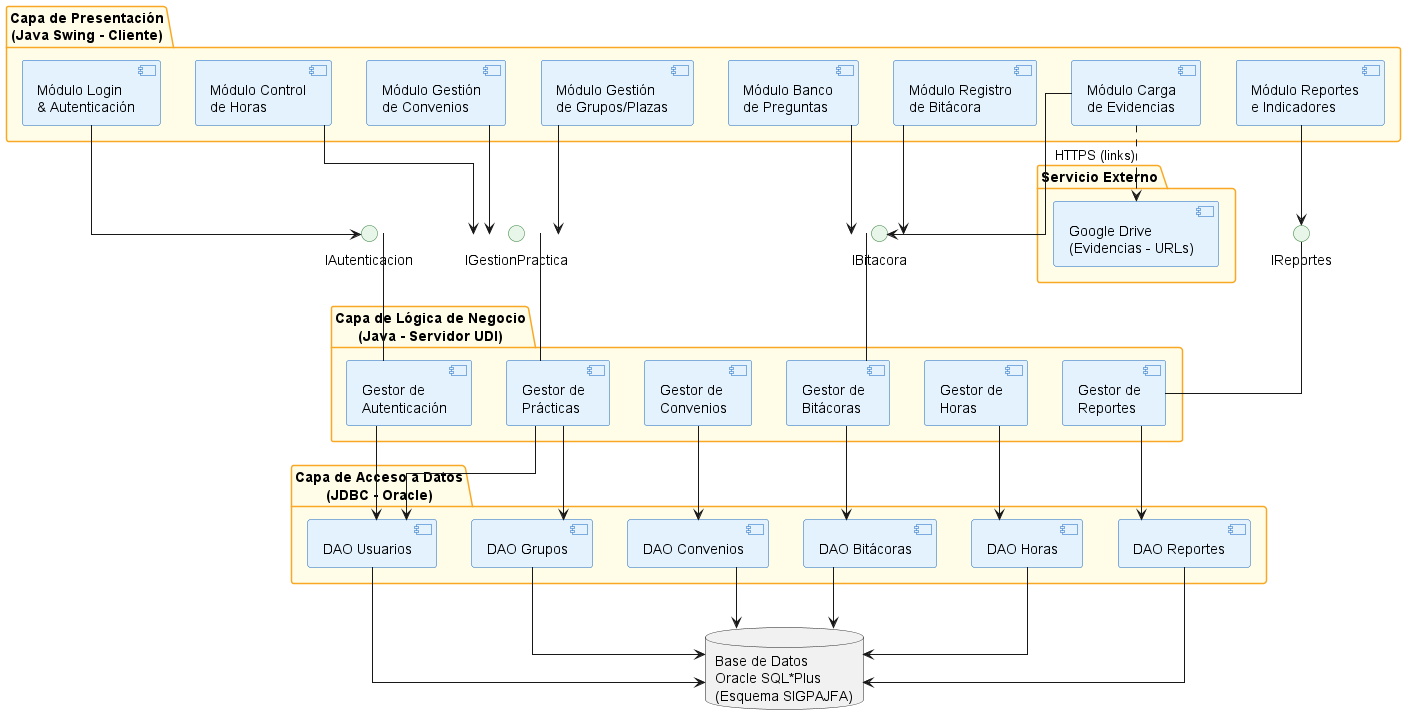 Capa de Presentación
(Java Swing - Cliente)
Módulo Login
& Autenticación
Módulo Control
de Horas
Módulo Gestión
de Convenios
Módulo Gestión
de Grupos/Plazas
Módulo Banco
de Preguntas
Módulo Registro
de Bitácora
Módulo Carga
de Evidencias
Módulo Reportes
e Indicadores
HTTPS (links)
Servicio Externo
Google Drive
(Evidencias - URLs)
IAutenticacion
IGestionPractica
IBitacora
IReportes
Capa de Lógica de Negocio
(Java - Servidor UDI)
Gestor de
Autenticación
Gestor de
Prácticas
Gestor de
Convenios
Gestor de
Bitácoras
Gestor de
Horas
Gestor de
Reportes
Capa de Acceso a Datos
(JDBC - Oracle)
DAO Usuarios
DAO Grupos
DAO Convenios
DAO Bitácoras
DAO Horas
DAO Reportes
Base de Datos
Oracle SQL*Plus
(Esquema SIGPAJFA)